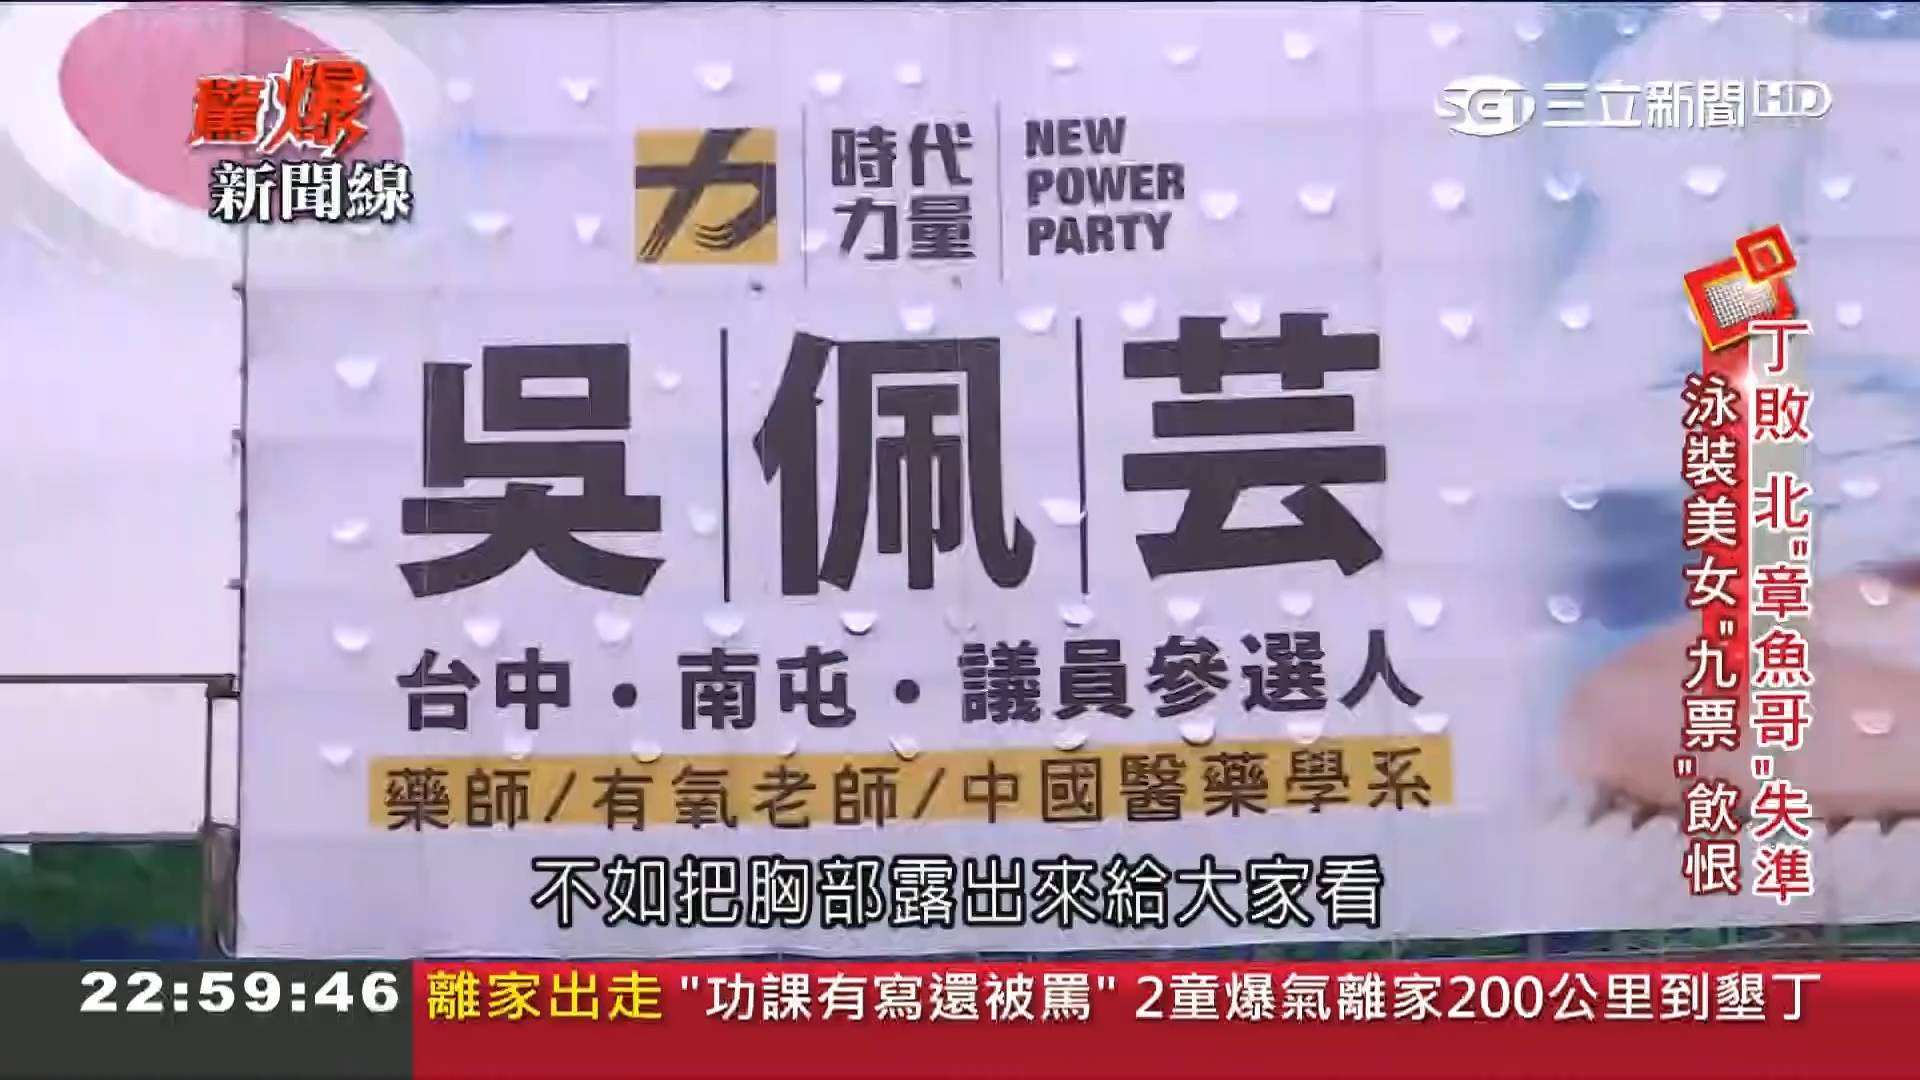 驚爆
新聞線
SET三立新聞HD
時代
力量
NEW
POWER
PARTY
吳佩芸
台中・南屯・議員參選人
藥師/有氧老師/中國醫藥學系
不如把胸部露出來給大家看
丁敗 北"章魚哥"失準
泳裝美女"九票"飲恨
22:59:46
離家出走 "功課有寫還被罵" 2童爆氣離家200公里到墾丁